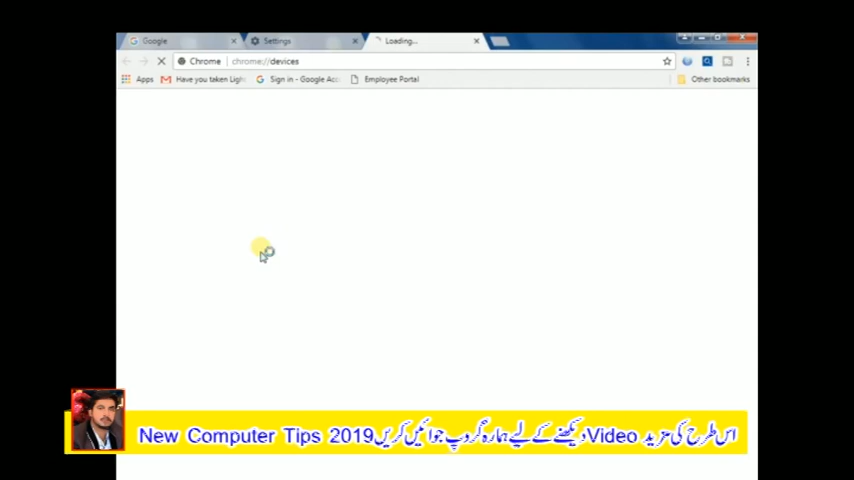 Google Settings Loading...
Chrome chrome://devices
Apps Have you taken Ligh Sign in - Google Acc Employee Portal Other bookmarks
اس طرح کی مزید Video دیکھنے کے لیے ہمارہ گروپ جوائیں کریں New Computer Tips 2019